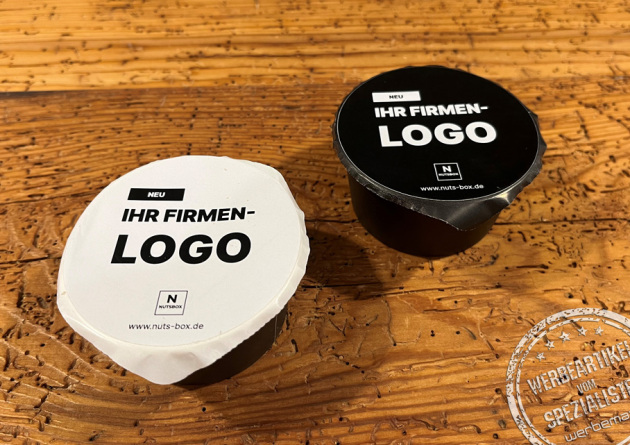 NEU
IHR FIRMEN-
LOGO
N
NUTSBOX
www.nuts-box.de
NEU
IHR FIRMEN-
LOGO
N
NUTSBOX
www.nuts-box.de
WERBEARTIKEL
VOM